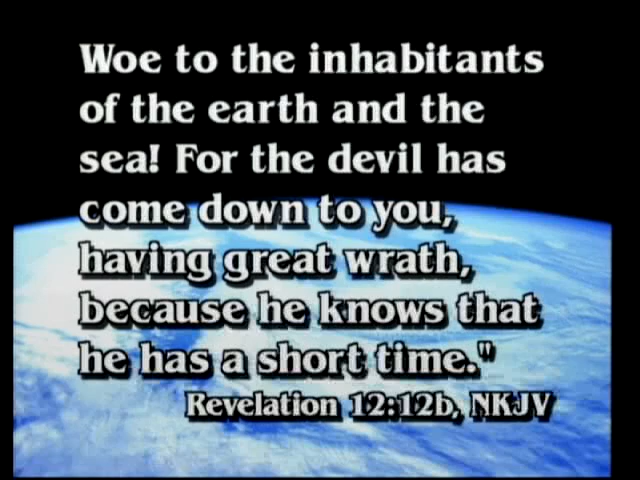 Woe to the inhabitants
of the earth and the
sea! For the devil has
come down to you,
having great wrath,
because he knows that
he has a short time."
Revelation 12:12b, NKJV